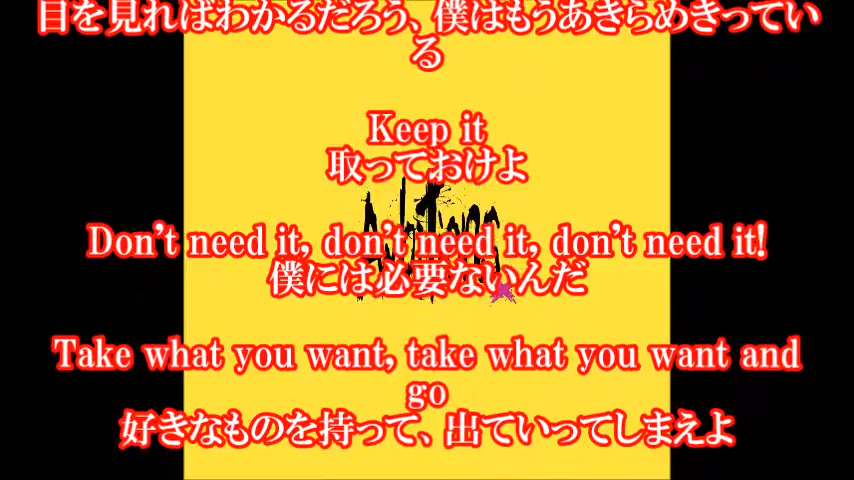 目を見ればわかるだろう、僕はもうあきらめきってい
る
Keep it
取っておけよ
Don't need it, don't need it, don't need it!
僕には必要ないんだ
Take what you want, take what you want and
go
好きなものを持って、出ていってしまえよ